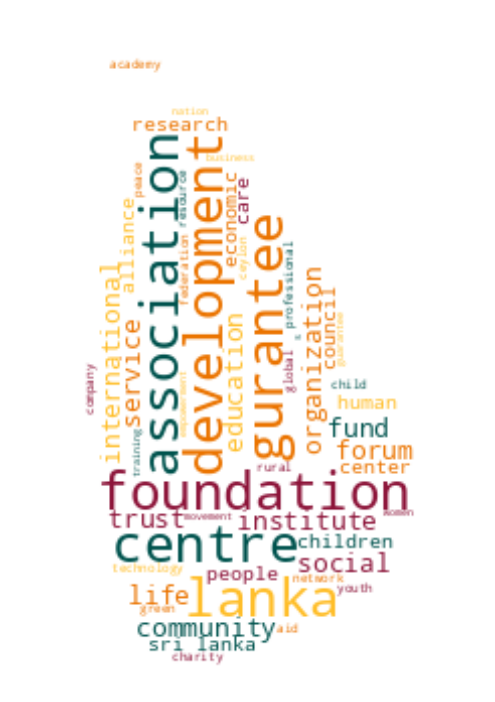 academy
nation
research
business
association
development
peace
resource
economic
care
alliance
federation
ceylon
gurantee
professional
international
service
education
organization
council
guarantee
s
global
company
empowerment
training
child
human
fund
forum
center
rural
foundation
trust
movement
institute
women
centre
children
social
technology
people
network
youth
life
green
lanka
community
aid
sri lanka
charity